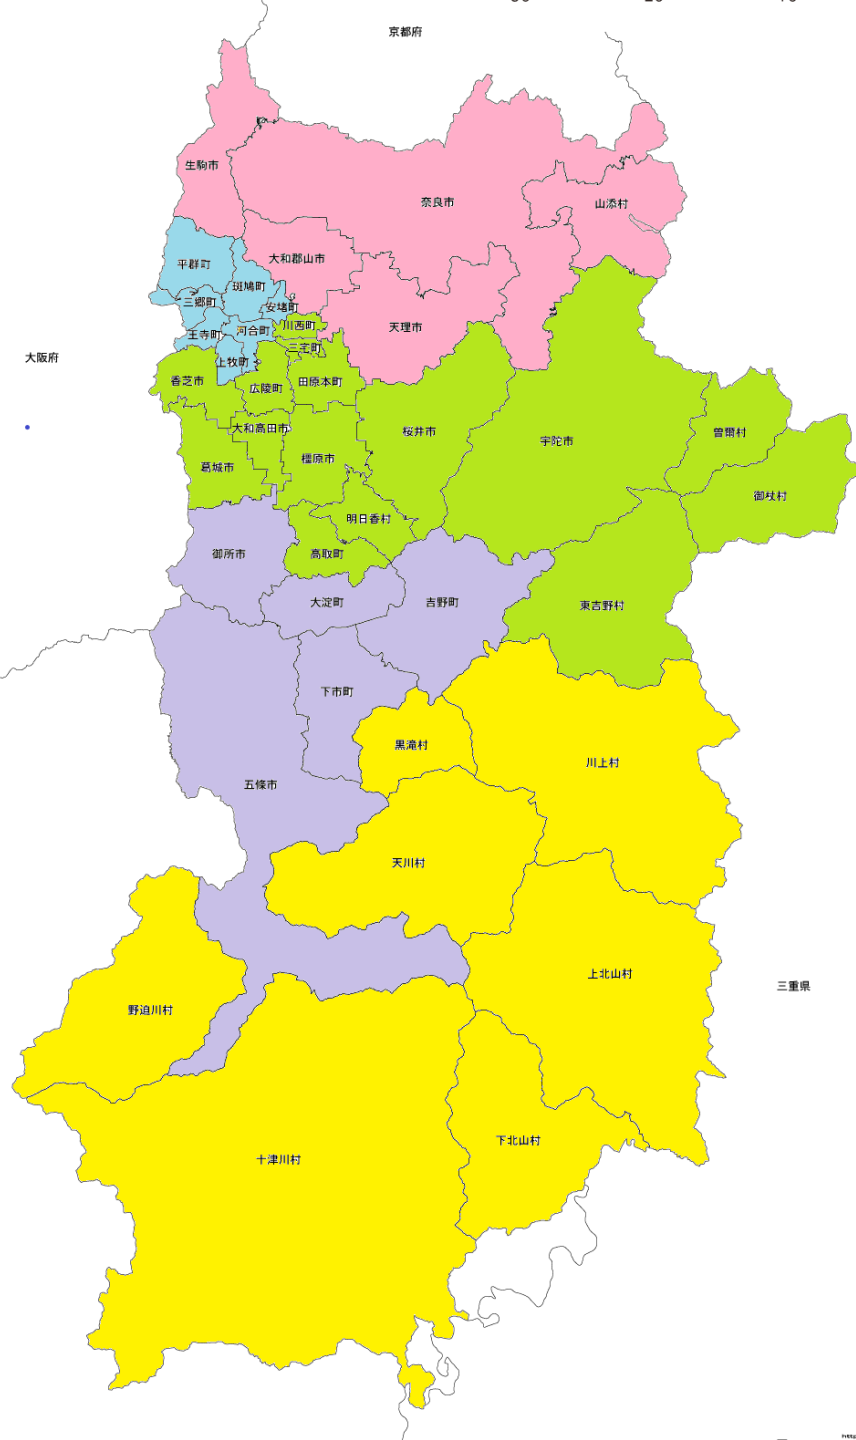 京都府
生駒市
奈良市
山添村
大和郡山市
平群町
斑鳩町
三郷町
安堵町
川西町
天理市
王寺町
河合町
三宅町
大阪府
上牧町
香芝市
広陵町
田原本町
大和高田市
桜井市
宇陀市
曽爾村
橿原市
葛城市
御杖村
明日香村
御所市
高取町
大淀町
吉野町
東吉野村
下市町
黒滝村
川上村
五條市
天川村
上北山村
三重県
野迫川村
下北山村
十津川村